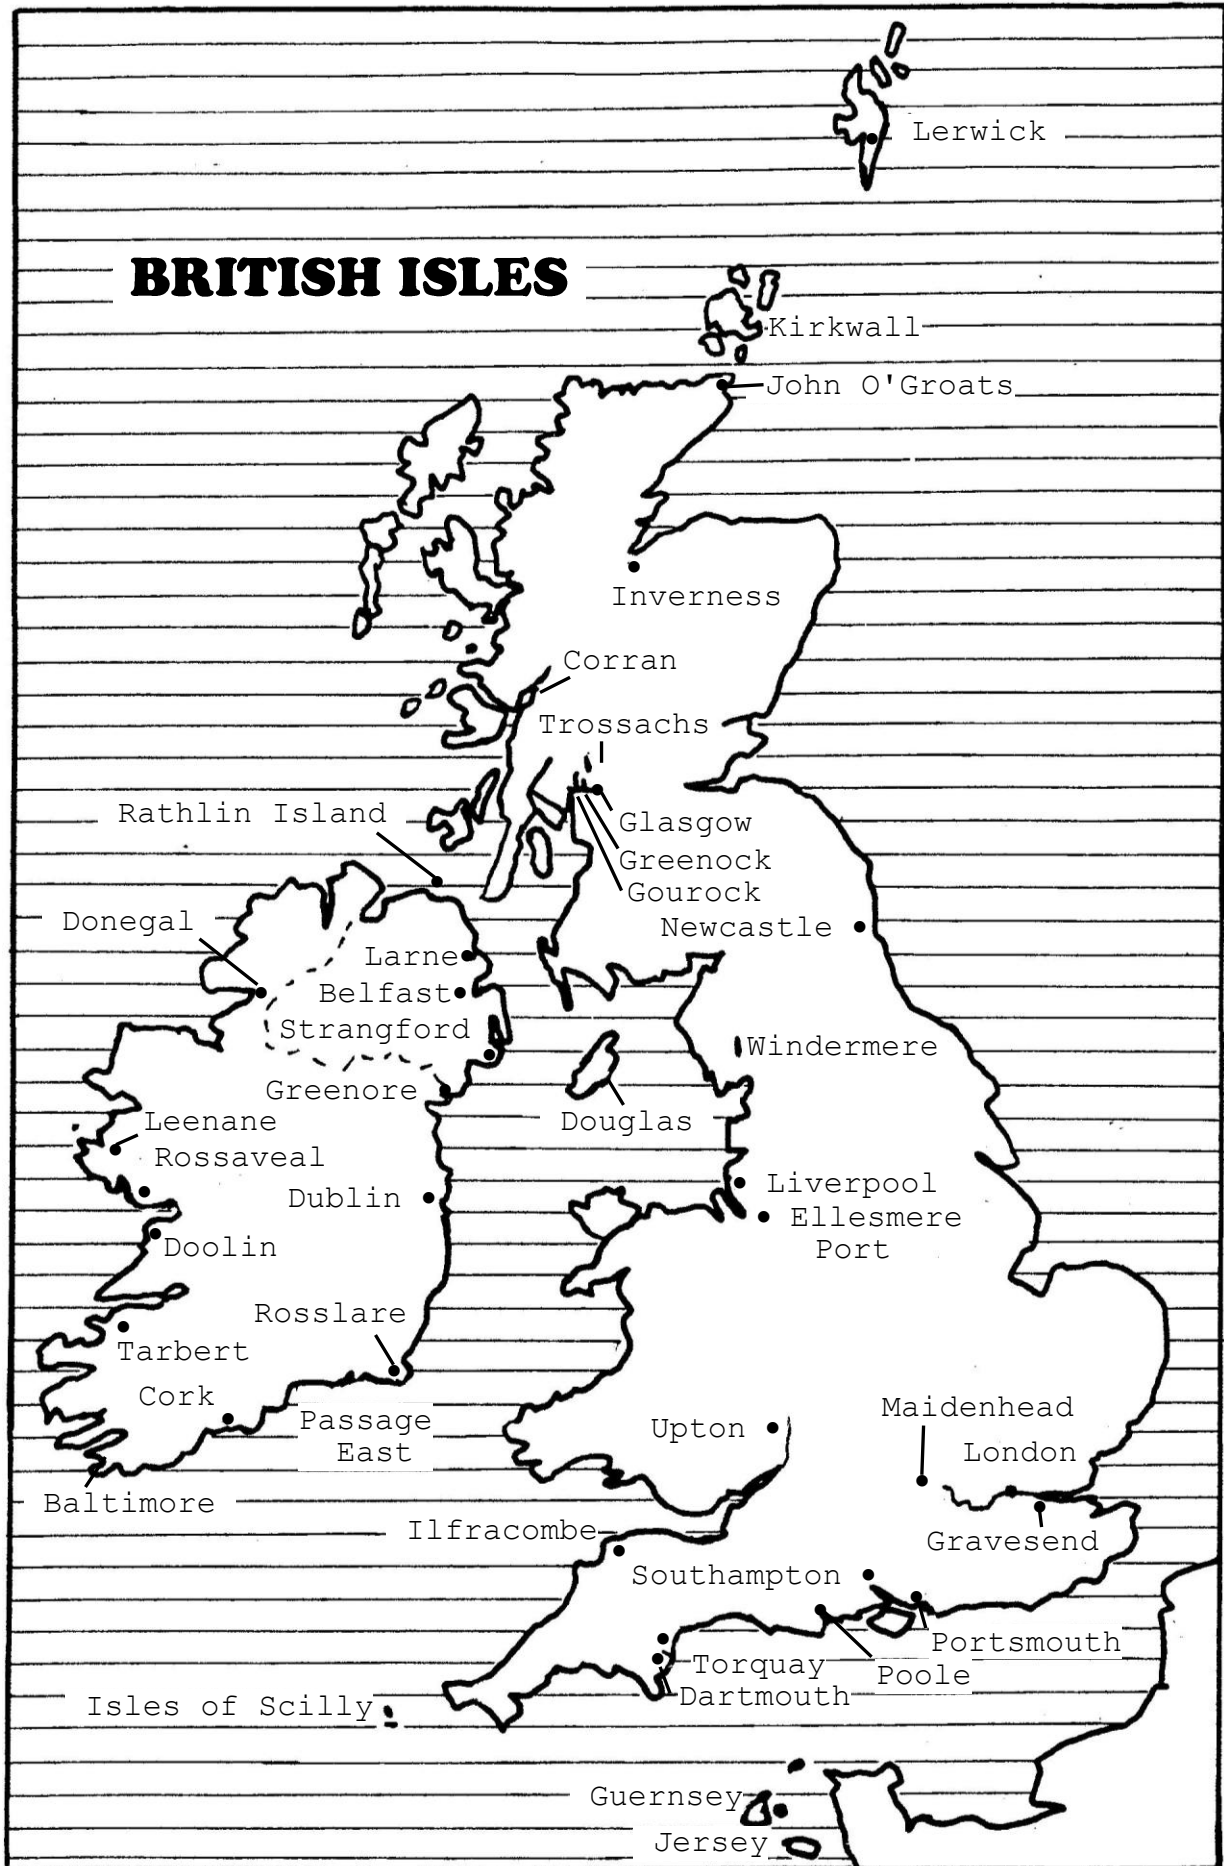 Lerwick
BRITISH ISLES
Kirkwall
John O'Groats
Inverness
Corran
Trossachs
Rathlin Island
Glasgow
Greenock
Gourock
Donegal
Newcastle
Larne
Belfast
Strangford
Windermere
Greenore
Douglas
Leenane
Rossaveal
Liverpool
Dublin
Ellesmere
Port
Doolin
Rosslare
Tarbert
Cork
Passage
East
Maidenhead
Upton
London
Baltimore
Ilfracombe
Gravesend
Southampton
Portsmouth
Torquay
Poole
Dartmouth
Isles of Scilly
Guernsey
Jersey